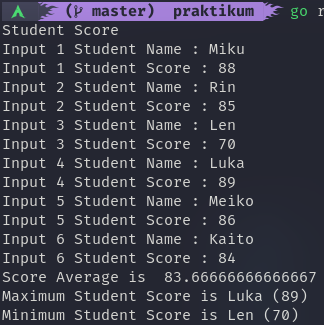 ( master) praktikum go
Student Score
Input 1 Student Name : Miku
Input 1 Student Score : 88
Input 2 Student Name : Rin
Input 2 Student Score : 85
Input 3 Student Name : Len
Input 3 Student Score : 70
Input 4 Student Name : Luka
Input 4 Student Score : 89
Input 5 Student Name : Meiko
Input 5 Student Score : 86
Input 6 Student Name : Kaito
Input 6 Student Score : 84
Score Average is  83.66666666666667
Maximum Student Score is Luka (89)
Minimum Student Score is Len (70)